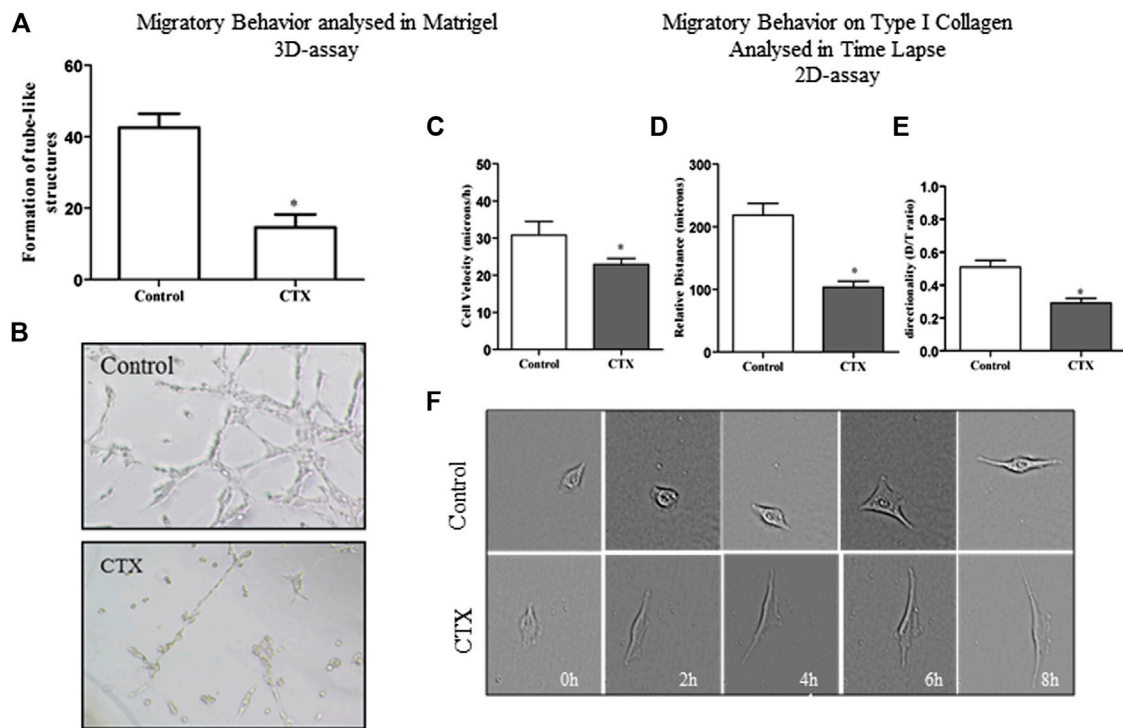 A
Migratory Behavior analysed in Matrigel
3D-assay
Migratory Behavior on Type I Collagen
Analysed in Time Lapse
2D-assay
Formation of tube-like
structures
60
40
20
0
*
Control
CTX
C
Cell Velocity (microns/h)
50
40
30
20
10
0
*
Control
CTX
D
Relative Distance (microns)
300
200
100
0
*
Control
CTX
E
directionality (D/T ratio)
1.0
0.8
0.6
0.4
0.2
0.0
*
Control
CTX
B
Control
CTX
F
Control
CTX
0h
2h
4h
6h
8h